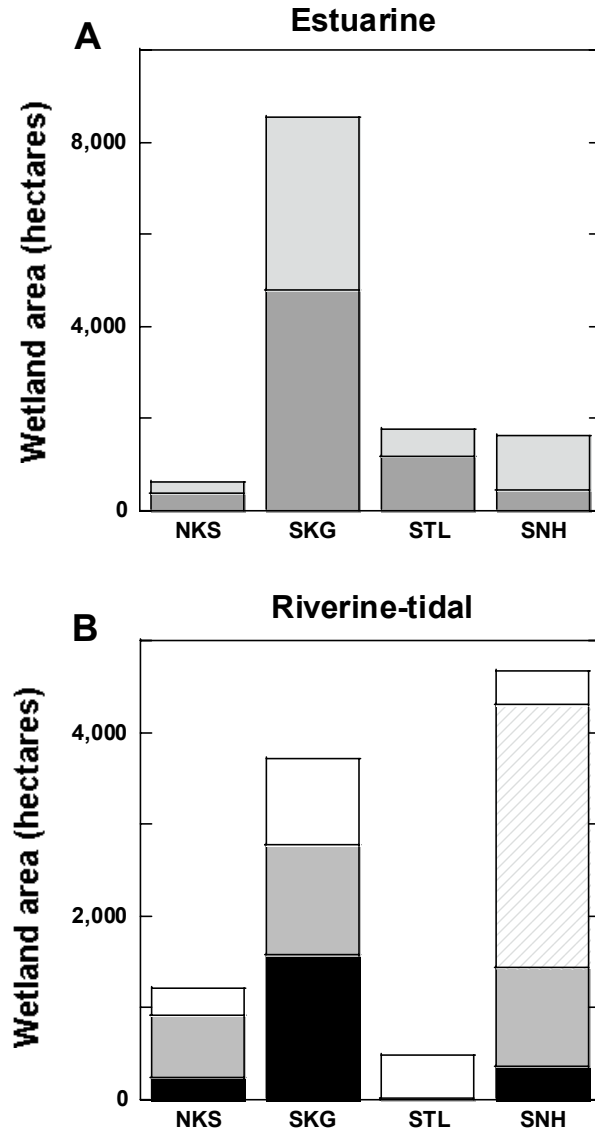 A
Estuarine
Wetland area (hectares)
8,000
4,000
0
NKS SKG STL SNH
B
Riverine-tidal
Wetland area (hectares)
4,000
2,000
0
NKS SKG STL SNH